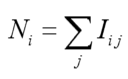 N_i = \sum_j I_{ij}